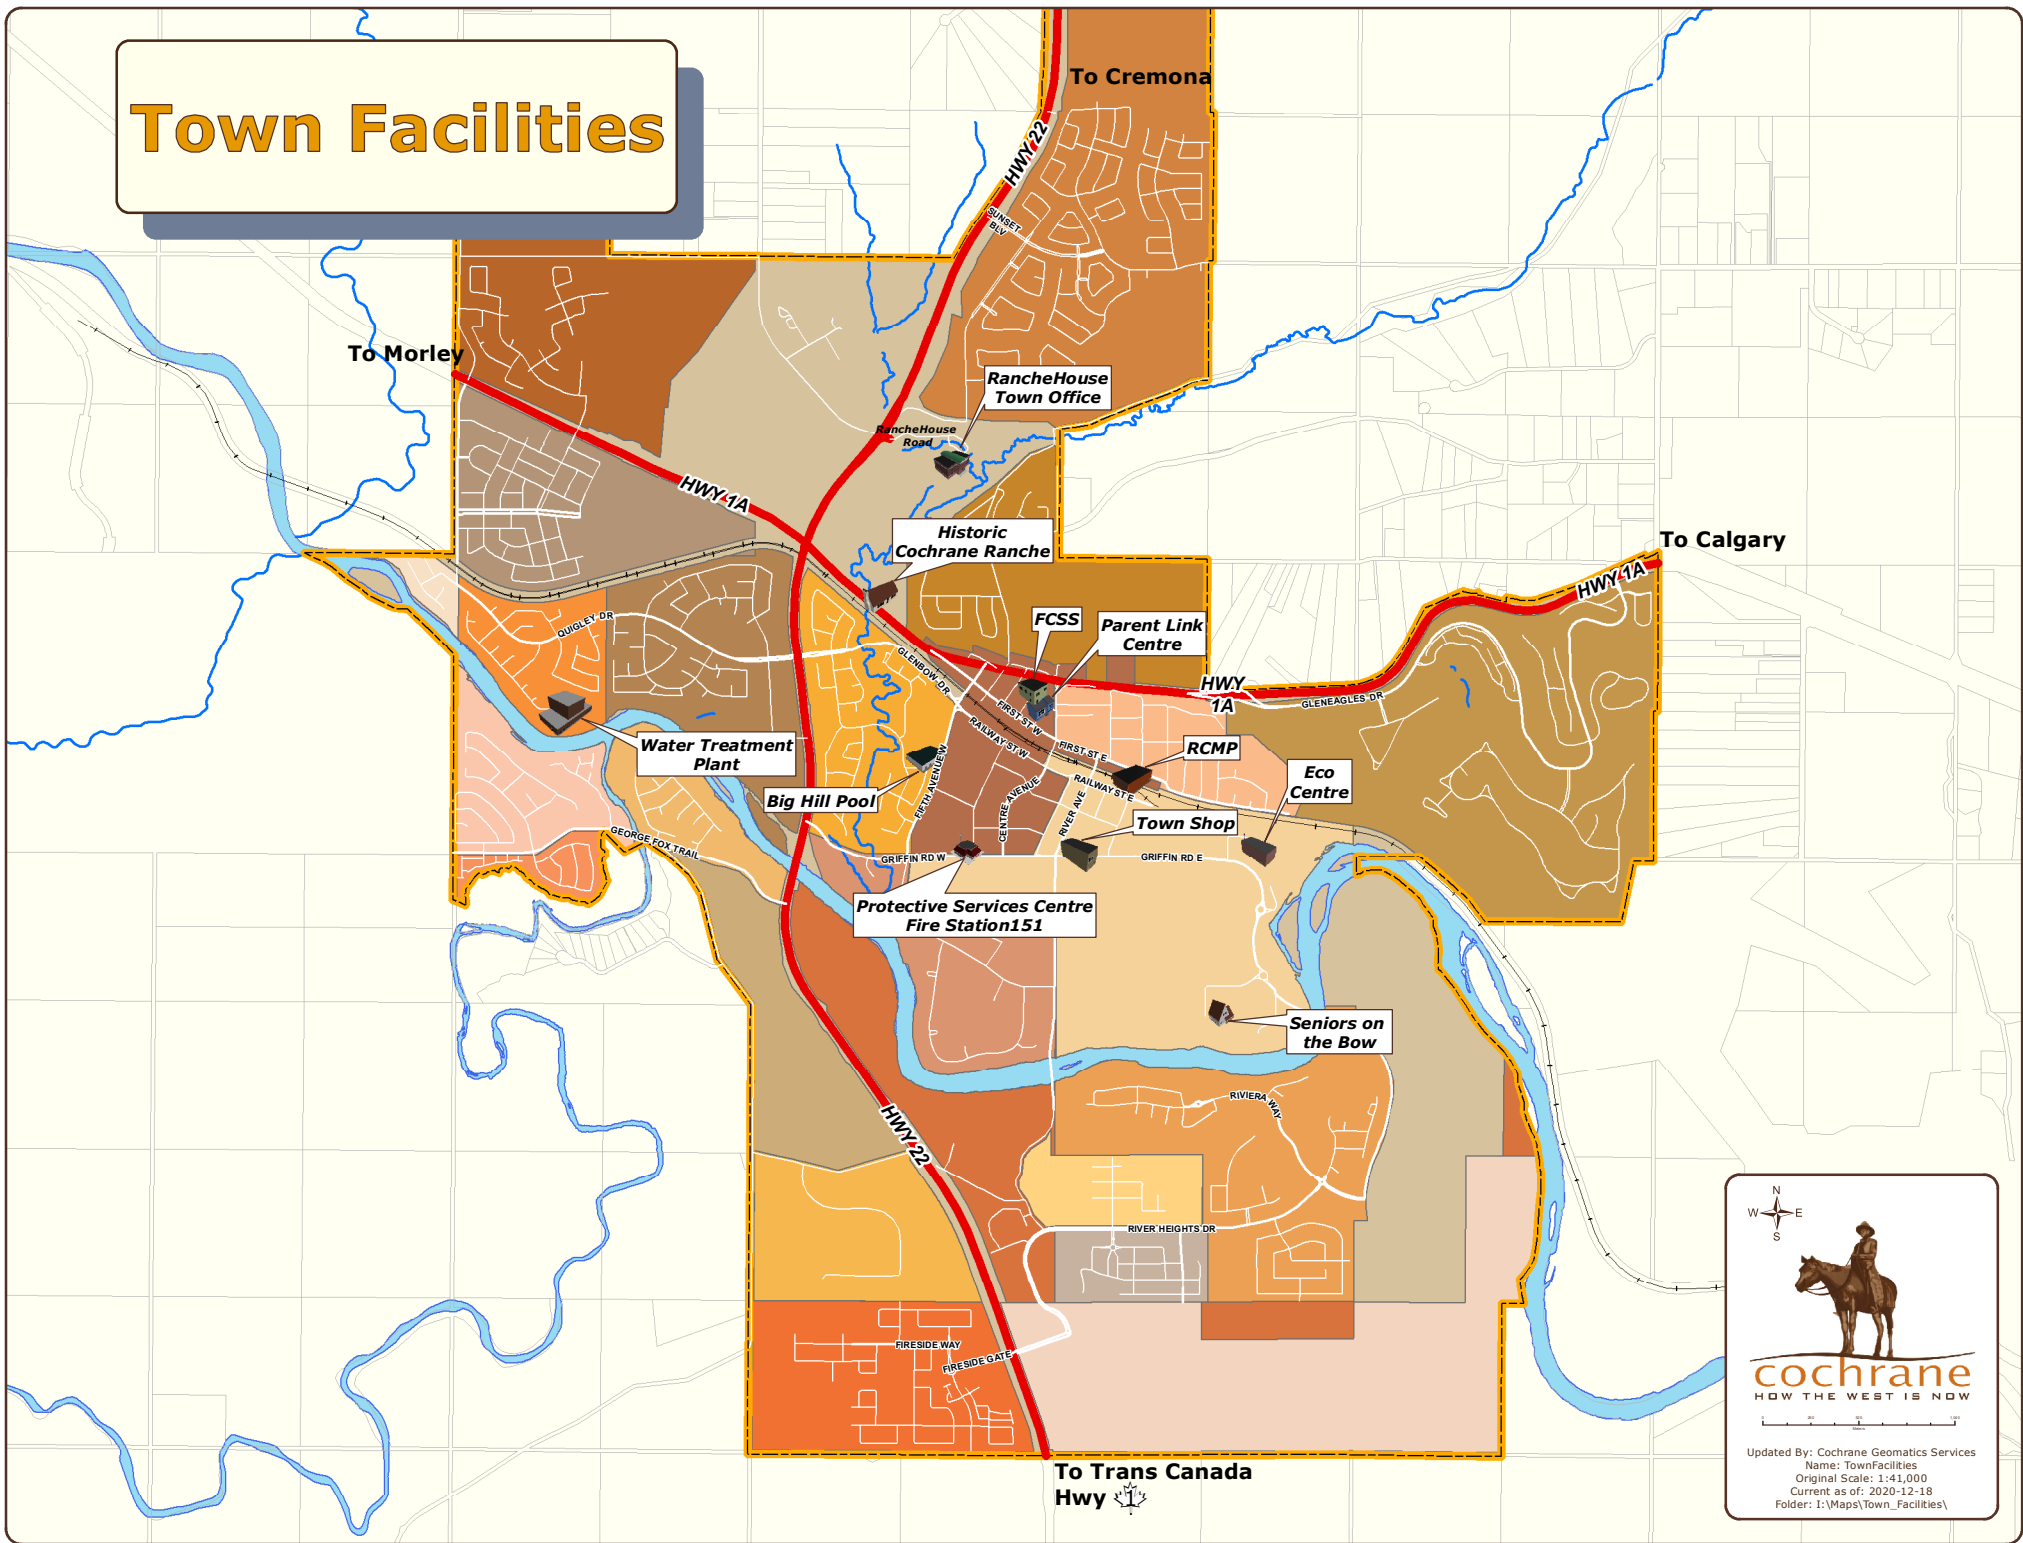 Town Facilities
To Cremona
HWY 22
SUNSET
BLV
To Morley
RancheHouse
Town Office
RancheHouse
Road
HWY 1A
Historic
Cochrane Ranche
To Calgary
HWY 1A
FCSS
Parent Link
Centre
QUIGLEY DR
GLENBOW DR
HWY
1A
GLENEAGLES DR
FIRST ST W
RAILWAY ST W
FIRST ST E
RCMP
Water Treatment
Plant
Eco
Centre
RAILWAY ST E
Big Hill Pool
FIFTH AVENUE W
CENTRE AVENUE
RIVER AVE
Town Shop
GEORGE FOX TRAIL
GRIFFIN RD W
GRIFFIN RD E
Protective Services Centre
Fire Station151
Seniors on
the Bow
RIVIERA WAY
HWY 22
RIVER HEIGHTS DR
FIRESIDE WAY
FIRESIDE GATE
To Trans Canada
Hwy 1
N
W E
S
cochrane
HOW THE WEST IS NOW
Updated By: Cochrane Geomatics Services
Name: TownFacilities
Original Scale: 1:41,000
Current as of: 2020-12-18
Folder: I:\Maps\Town_Facilities\